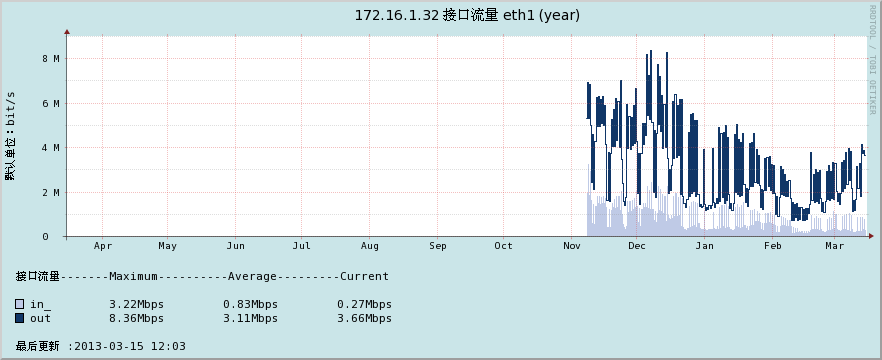 172.16.1.32 接口流量 eth1 (year)
RRDTOOL / TOBI OETIKER
默认单位：bit/s
8 M
6 M
4 M
2 M
0
Apr May Jun Jul Aug Sep Oct Nov Dec Jan Feb Mar
接口流量-------Maximum----------Average---------Current
in_ 3.22Mbps 0.83Mbps 0.27Mbps
out 8.36Mbps 3.11Mbps 3.66Mbps
最后更新 :2013-03-15 12:03